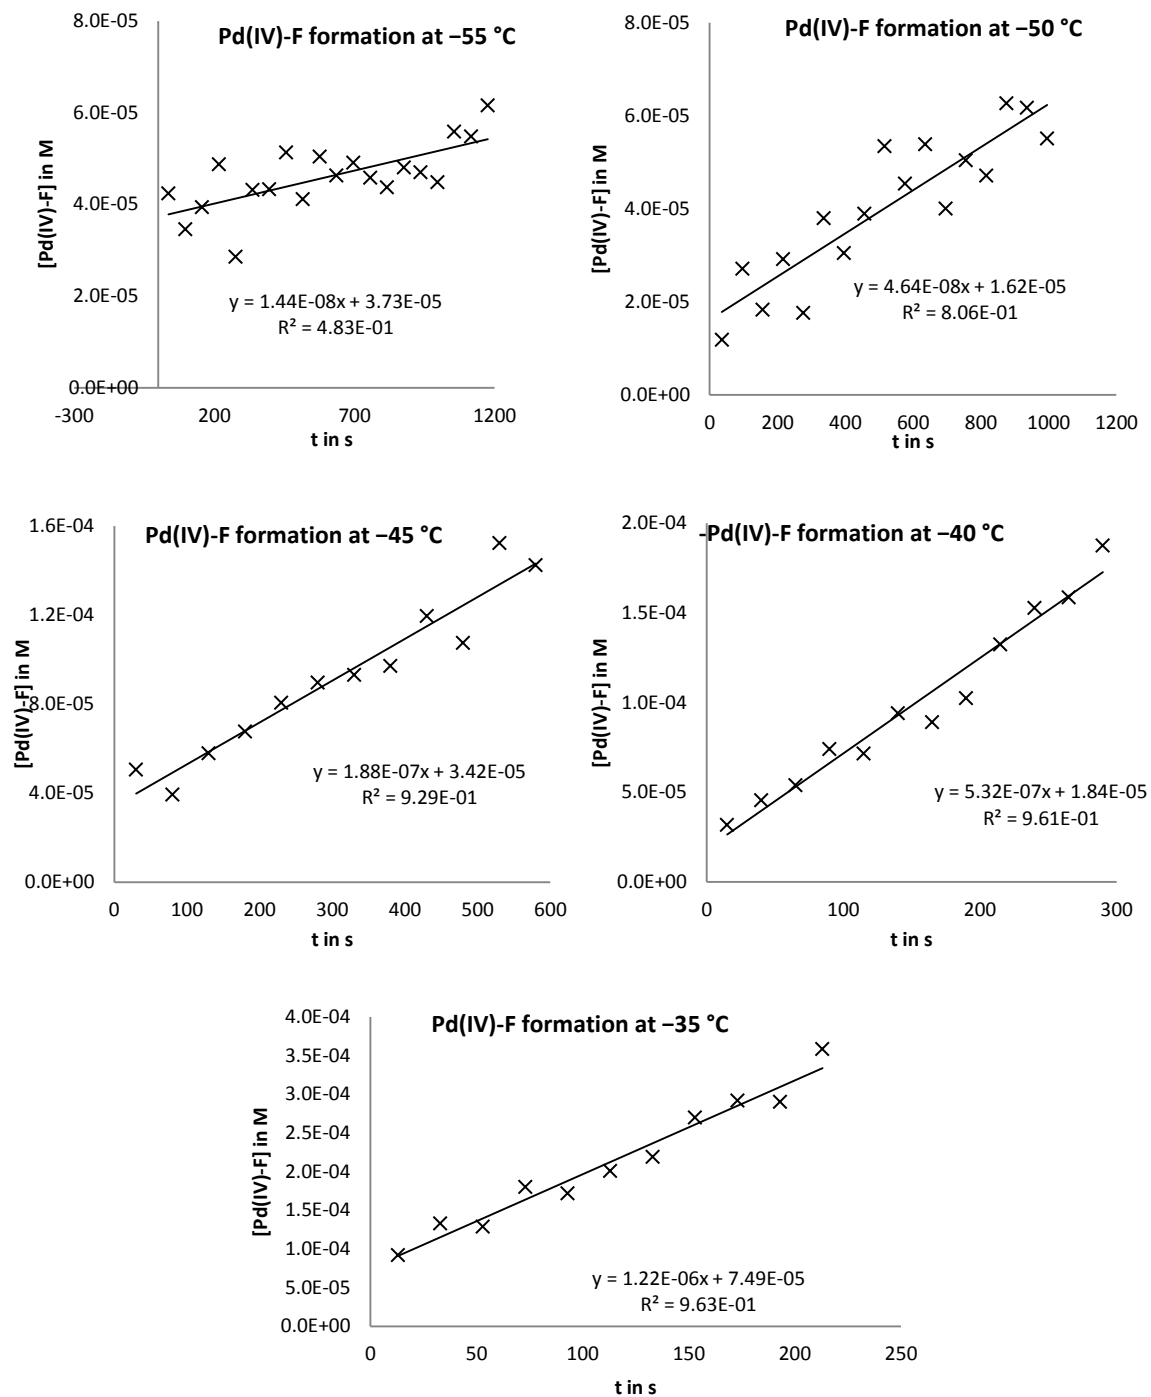 Pd(IV)-F formation at −55 °C
8.0E-05
6.0E-05
4.0E-05
2.0E-05
0.0E+00
[Pd(IV)-F] in M
y = 1.44E-08x + 3.73E-05
R² = 4.83E-01
-300 200 700 1200
t in s
Pd(IV)-F formation at −50 °C
8.0E-05
6.0E-05
4.0E-05
2.0E-05
0.0E+00
[Pd(IV)-F] in M
y = 4.64E-08x + 1.62E-05
R² = 8.06E-01
0 200 400 600 800 1000 1200
t in s
Pd(IV)-F formation at −45 °C
1.6E-04
1.2E-04
8.0E-05
4.0E-05
0.0E+00
[Pd(IV)-F] in M
y = 1.88E-07x + 3.42E-05
R² = 9.29E-01
0 100 200 300 400 500 600
t in s
-Pd(IV)-F formation at −40 °C
2.0E-04
1.5E-04
1.0E-04
5.0E-05
0.0E+00
[Pd(IV)-F] in M
y = 5.32E-07x + 1.84E-05
R² = 9.61E-01
0 100 200 300
t in s
Pd(IV)-F formation at −35 °C
4.0E-04
3.5E-04
3.0E-04
2.5E-04
2.0E-04
1.5E-04
1.0E-04
5.0E-05
0.0E+00
[Pd(IV)-F] in M
y = 1.22E-06x + 7.49E-05
R² = 9.63E-01
0 50 100 150 200 250
t in s